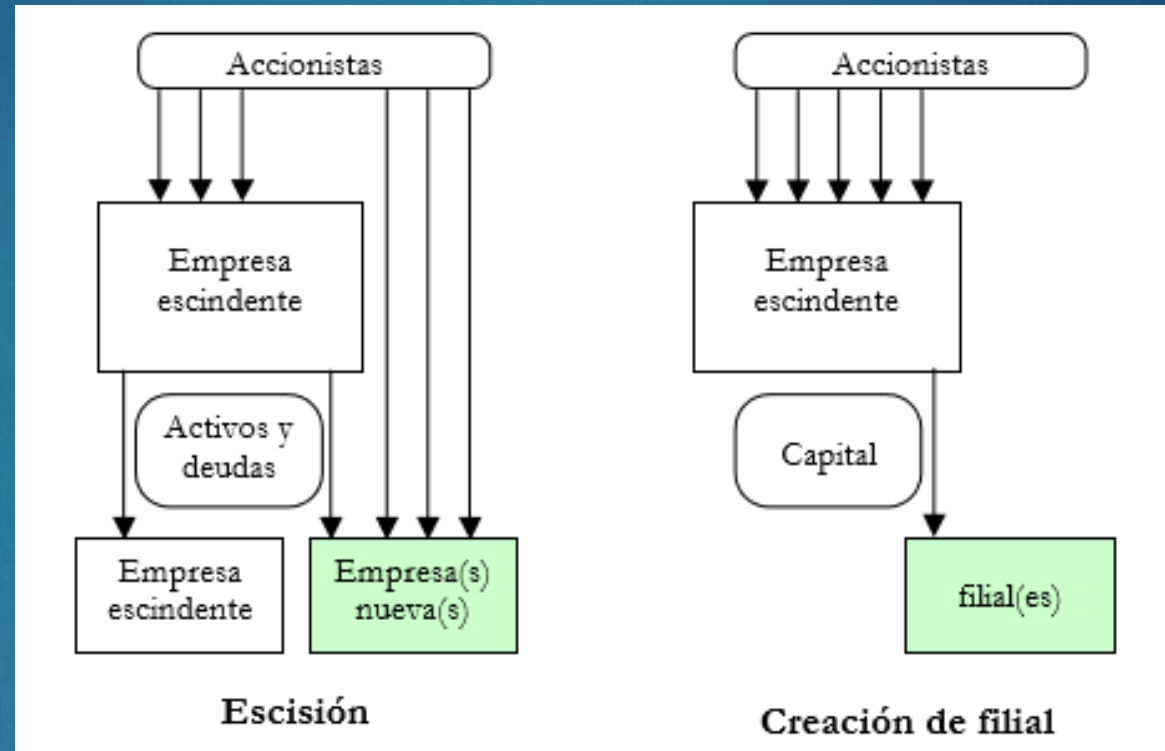 Accionistas
Empresa
escindente
Activos y
deudas
Empresa
escindente
Empresa(s)
nueva(s)
Escisión
Accionistas
Empresa
escindente
Capital
filial(es)
Creación de filial